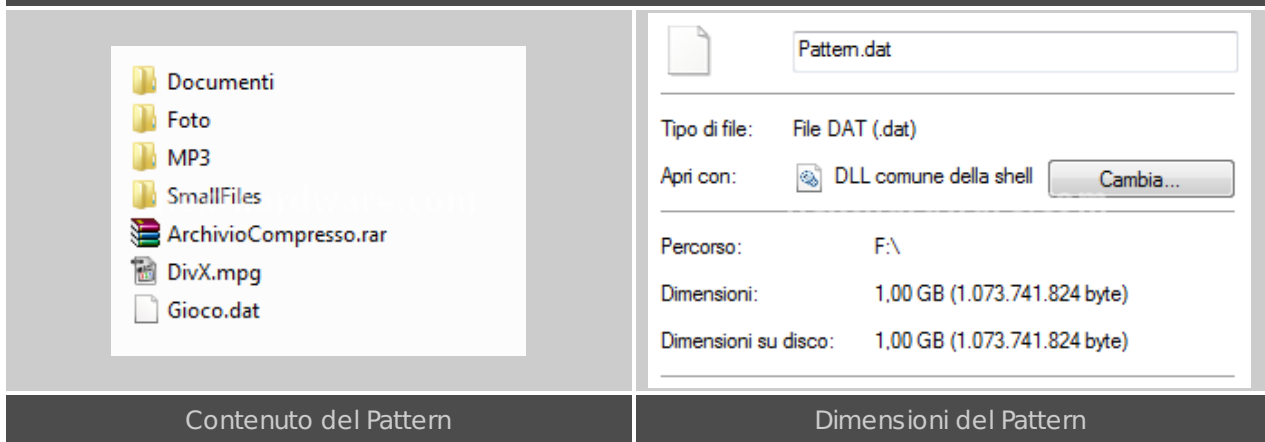 Documenti
Foto
MP3
SmallFiles
ArchivioCompresso.rar
DivX.mpg
Gioco.dat
Contenuto del Pattern
Pattern.dat
Tipo di file: File DAT (.dat)
Apri con: DLL comune della shell Cambia...
Percorso: F:\
Dimensioni: 1,00 GB (1.073.741.824 byte)
Dimensioni su disco: 1,00 GB (1.073.741.824 byte)
Dimensioni del Pattern